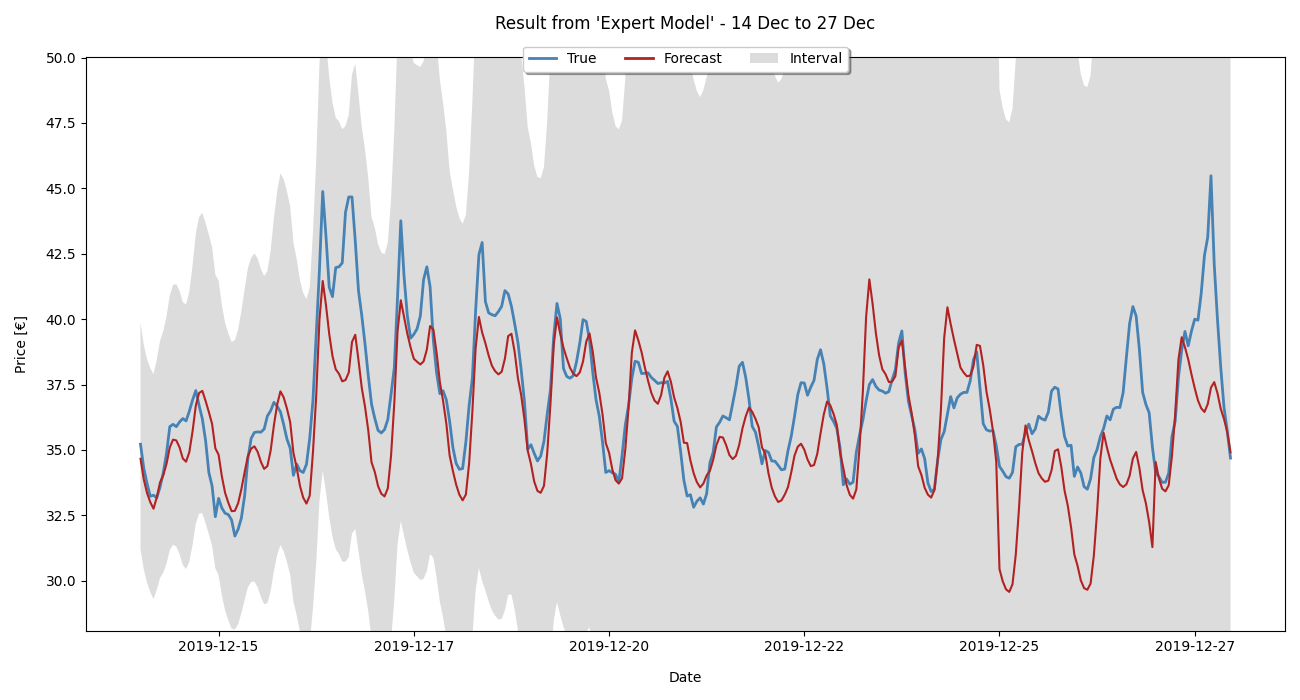 Result from 'Expert Model' - 14 Dec to 27 Dec
True Forecast Interval
50.0
47.5
45.0
42.5
40.0
37.5
35.0
32.5
30.0
Price [€]
2019-12-15 2019-12-17 2019-12-20 2019-12-22 2019-12-25 2019-12-27
Date